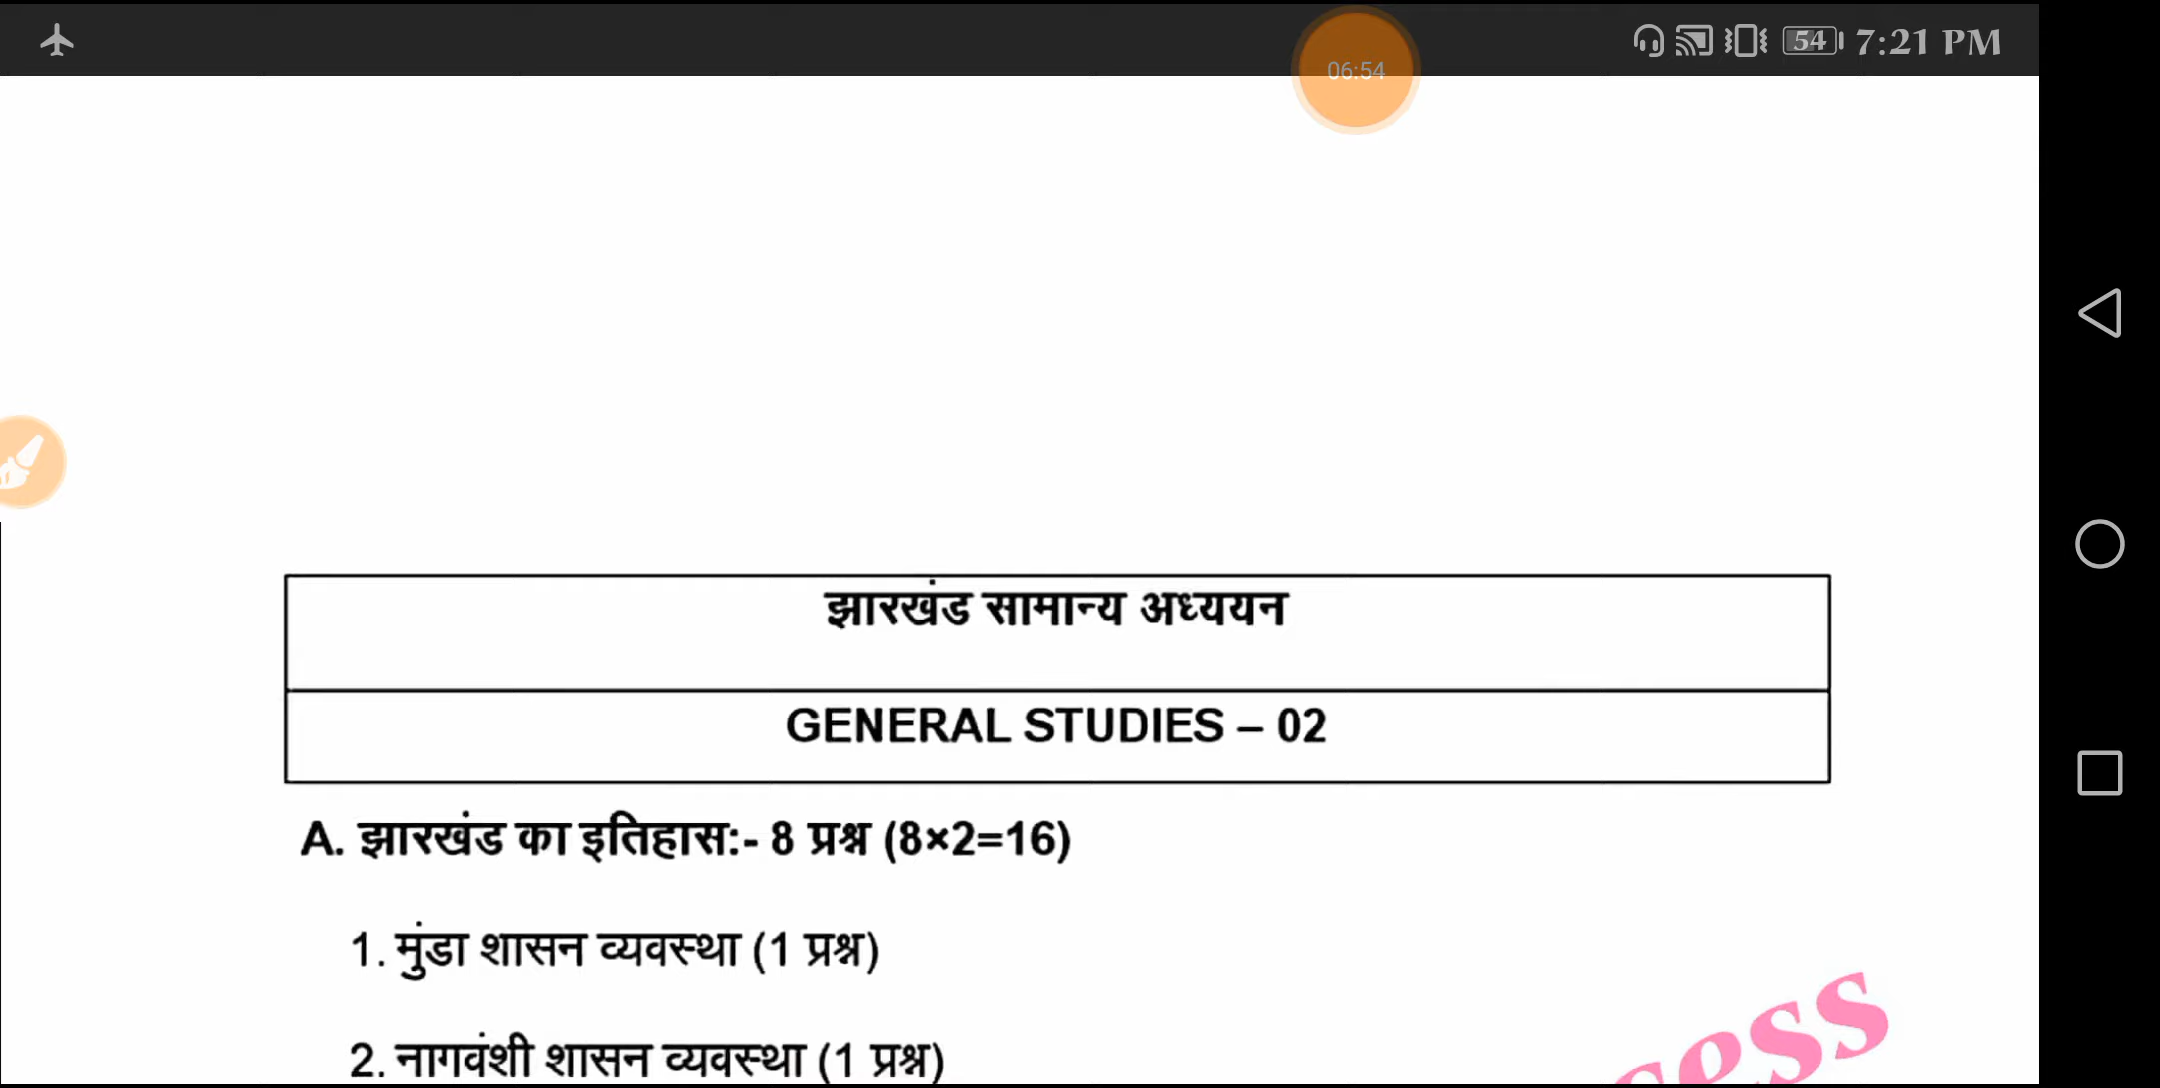 54 7:21 PM
06:54
झारखंड सामान्य अध्ययन
GENERAL STUDIES – 02
A. झारखंड का इतिहास:- 8 प्रश्न (8×2=16)
1. मुंडा शासन व्यवस्था (1 प्रश्न)
2. नागवंशी शासन व्यवस्था (1 प्रश्न)